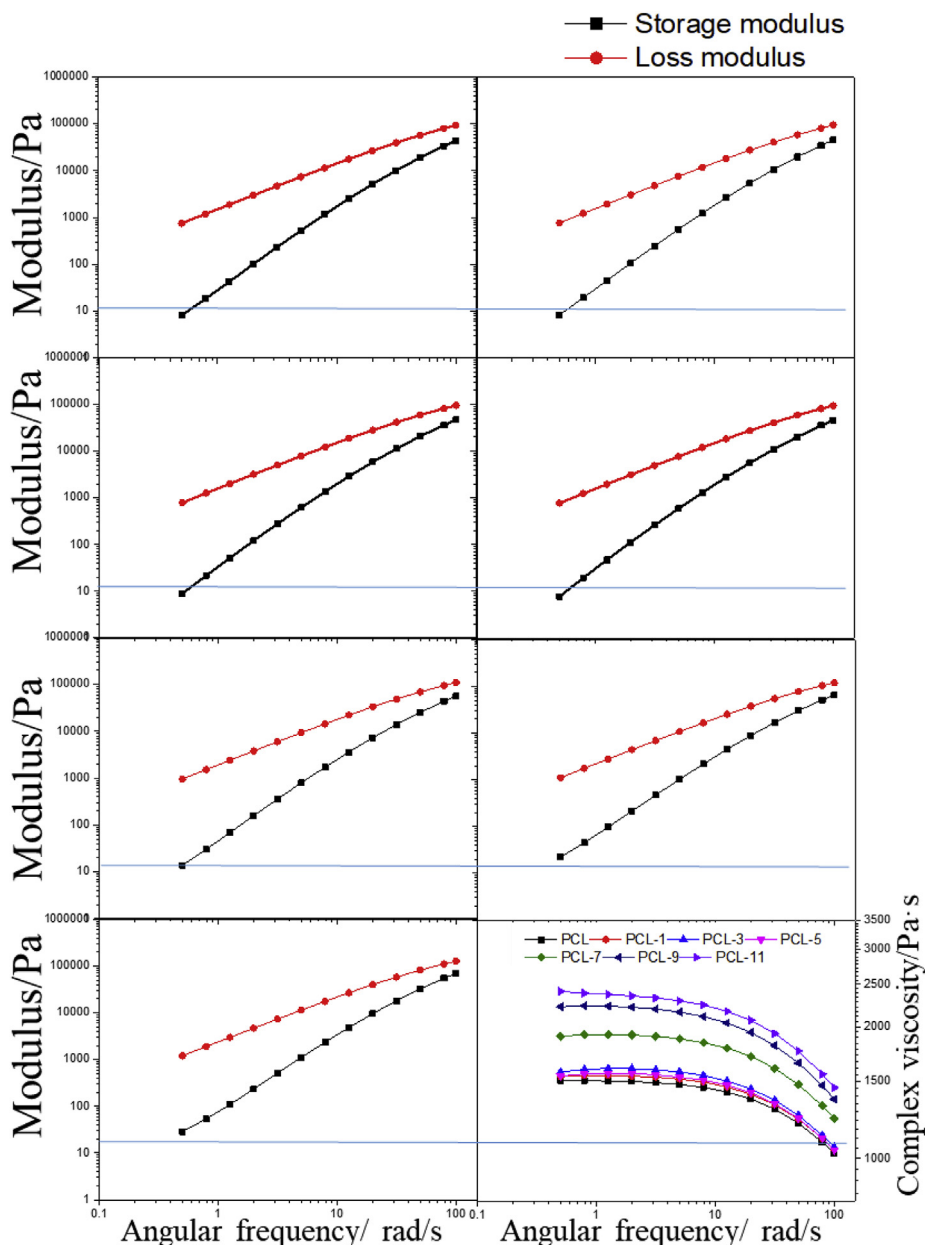 Storage modulus
Loss modulus
1000000
100000
10000
1000
100
10
Modulus/Pa
1000000
100000
10000
1000
100
10
Modulus/Pa
1000000
100000
10000
1000
100
10
Modulus/Pa
1000000
100000
10000
1000
100
10
1
Modulus/Pa
0.1 1 10 100
Angular frequency/ rad/s
PCL PCL-1 PCL-3 PCL-5
PCL-7 PCL-9 PCL-11
3500
3000
2500
2000
1500
1000
Complex viscosity/Pa·s
0.1 1 10 100
Angular frequency/ rad/s